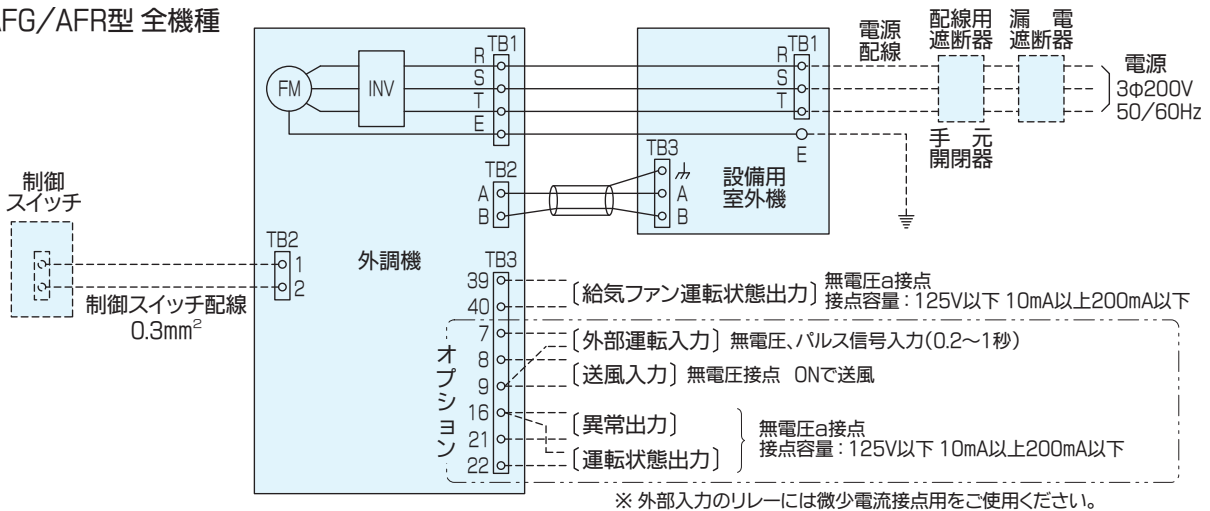 AFG/AFR型 全機種
TB1
R
S
T
E
FM
INV
TB1
R
S
T
E
電源
配線
配線用
遮断器
漏 電
遮断器
電源
3φ200V
50/60Hz
手 元
開閉器
制御
スイッチ
TB2
1
2
制御スイッチ配線
0.3mm²
外調機
TB2
A
B
TB3
A
B
設備用
室外機
TB3
39
40
7
8
9
16
21
22
オプション
〔給気ファン運転状態出力〕
無電圧a接点
接点容量：125V以下 10mA以上200mA以下
〔外部運転入力〕 無電圧、パルス信号入力(0.2～1秒)
〔送風入力〕 無電圧接点 ONで送風
〔異常出力〕
〔運転状態出力〕
無電圧a接点
接点容量：125V以下 10mA以上200mA以下
※ 外部入力のリレーには微少電流接点用をご使用ください。